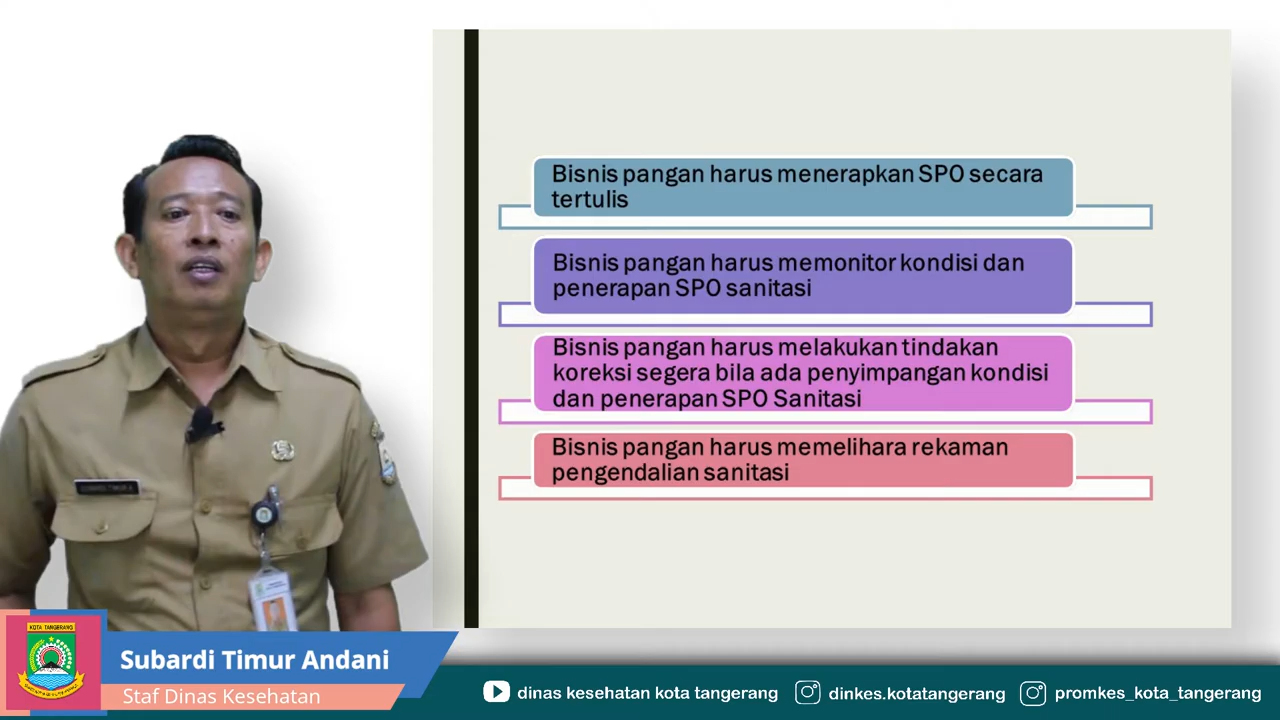 Bisnis pangan harus menerapkan SPO secara
tertulis
Bisnis pangan harus memonitor kondisi dan
penerapan SPO sanitasi
Bisnis pangan harus melakukan tindakan
koreksi segera bila ada penyimpangan kondisi
dan penerapan SPO Sanitasi
Bisnis pangan harus memelihara rekaman
pengendalian sanitasi
KOTA TANGERANG
Subardi Timur Andani
Staf Dinas Kesehatan
dinas kesehatan kota tangerang
dinkes.kotatangerang
promkes_kota_tangerang